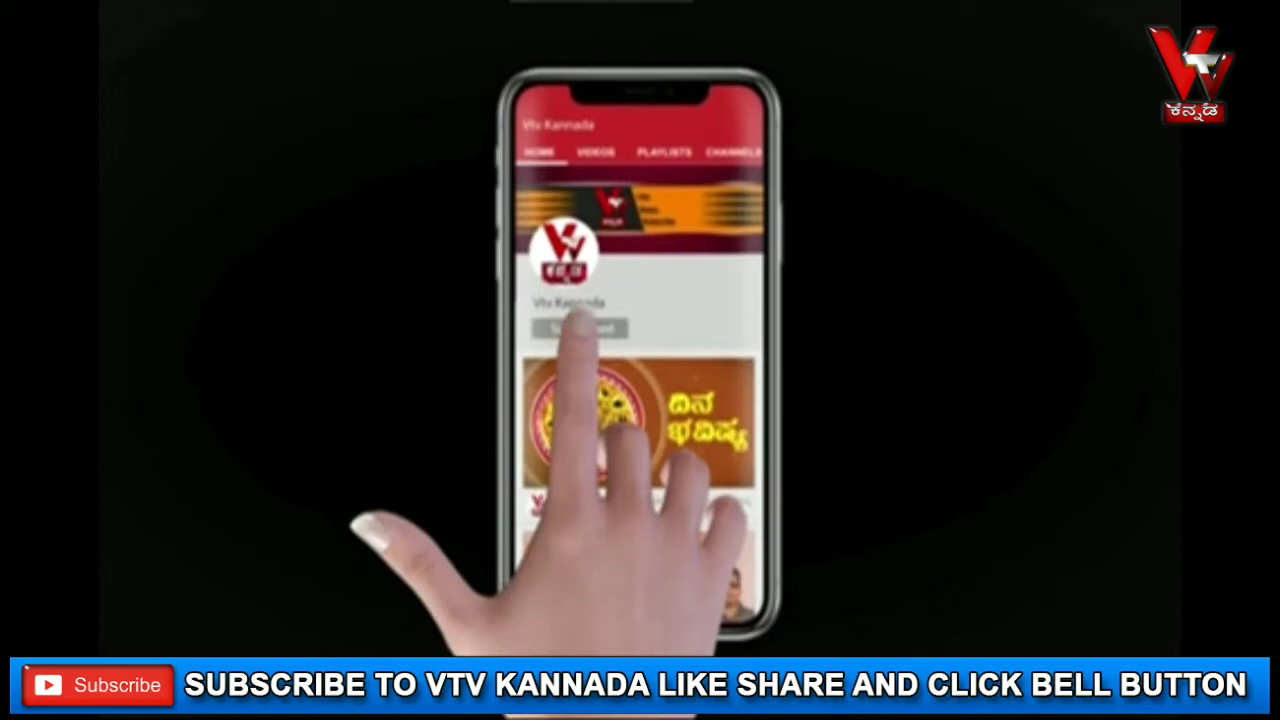 ಕನ್ನಡ
Vtv Kannada
HOME VIDEOS PLAYLISTS CHANNELS
Vtv Kannada
ದಿನ
ಭವಿಷ್ಯ
Subscribe
SUBSCRIBE TO VTV KANNADA LIKE SHARE AND CLICK BELL BUTTON